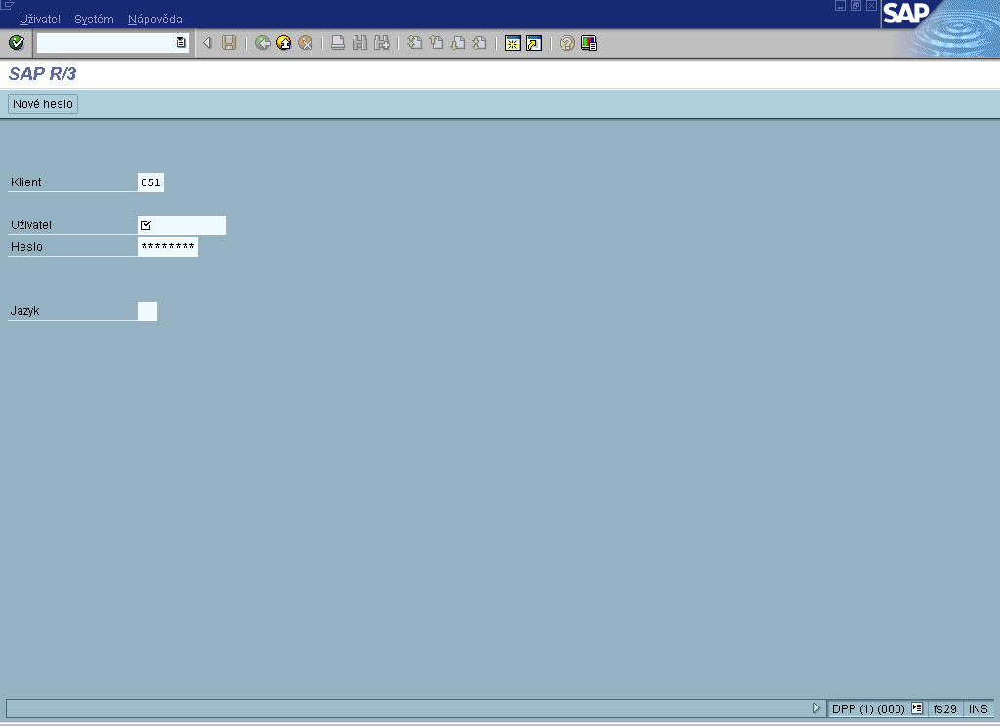 Uživatel Systém Nápověda
SAP
SAP R/3
Nové heslo
Klient 051
Uživatel
Heslo ********
Jazyk
DPP (1) (000) fs29 INS